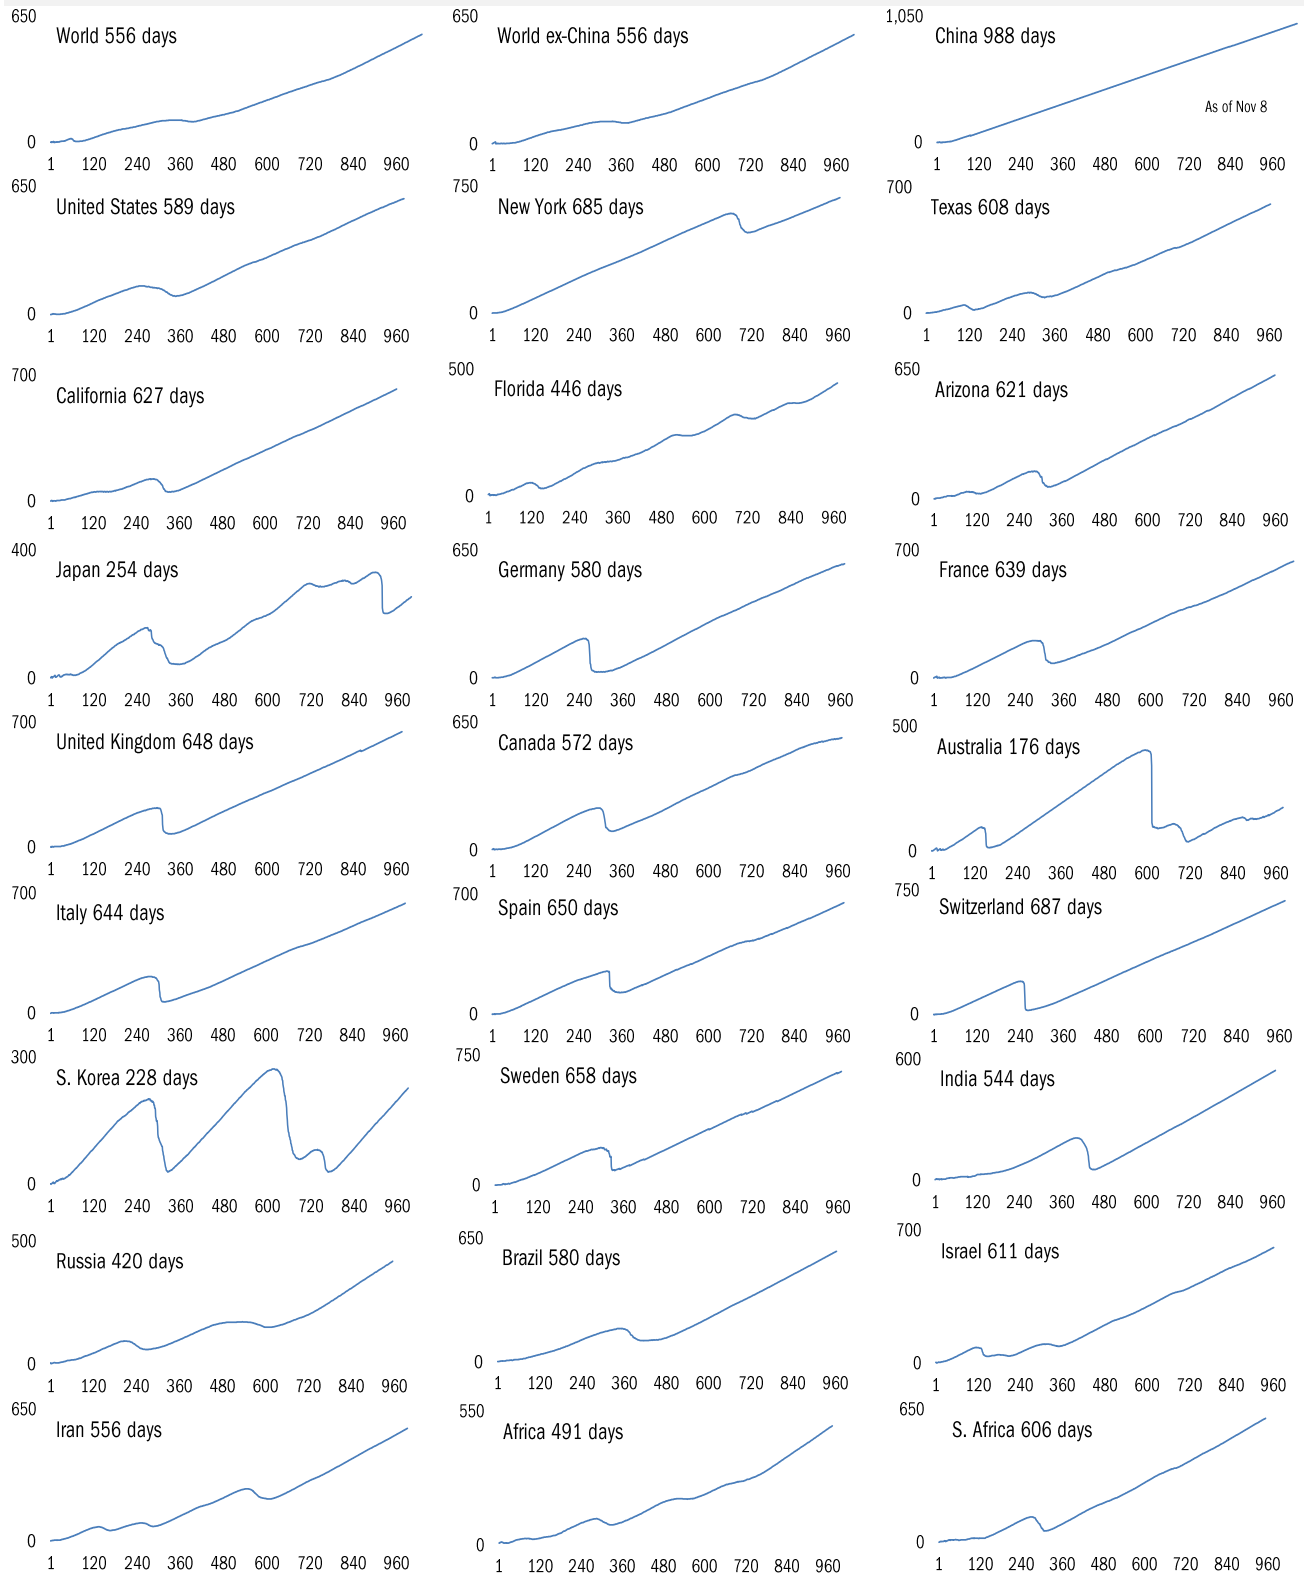 650 650 1,050
World 556 days World ex-China 556 days China 988 days
As of Nov 8
0 0 0
1 120 240 360 480 600 720 840 960 1 120 240 360 480 600 720 840 960 1 120 240 360 480 600 720 840 960
650 750 700
United States 589 days New York 685 days Texas 608 days
0 0 0
1 120 240 360 480 600 720 840 960 1 120 240 360 480 600 720 840 960 1 120 240 360 480 600 720 840 960
700 500 650
California 627 days Florida 446 days Arizona 621 days
0 0 0
1 120 240 360 480 600 720 840 960 1 120 240 360 480 600 720 840 960 1 120 240 360 480 600 720 840 960
400 650 700
Japan 254 days Germany 580 days France 639 days
0 0 0
1 120 240 360 480 600 720 840 960 1 120 240 360 480 600 720 840 960 1 120 240 360 480 600 720 840 960
700 650 500
United Kingdom 648 days Canada 572 days Australia 176 days
0 0 0
1 120 240 360 480 600 720 840 960 1 120 240 360 480 600 720 840 960 1 120 240 360 480 600 720 840 960
700 700 750
Italy 644 days Spain 650 days Switzerland 687 days
0 0 0
1 120 240 360 480 600 720 840 960 1 120 240 360 480 600 720 840 960 1 120 240 360 480 600 720 840 960
300 750 600
S. Korea 228 days Sweden 658 days India 544 days
0 0 0
1 120 240 360 480 600 720 840 960 1 120 240 360 480 600 720 840 960 1 120 240 360 480 600 720 840 960
500 650 700
Russia 420 days Brazil 580 days Israel 611 days
0 0 0
1 120 240 360 480 600 720 840 960 1 120 240 360 480 600 720 840 960 1 120 240 360 480 600 720 840 960
650 550 650
Iran 556 days Africa 491 days S. Africa 606 days
0 0 0
1 120 240 360 480 600 720 840 960 1 120 240 360 480 600 720 840 960 1 120 240 360 480 600 720 840 960